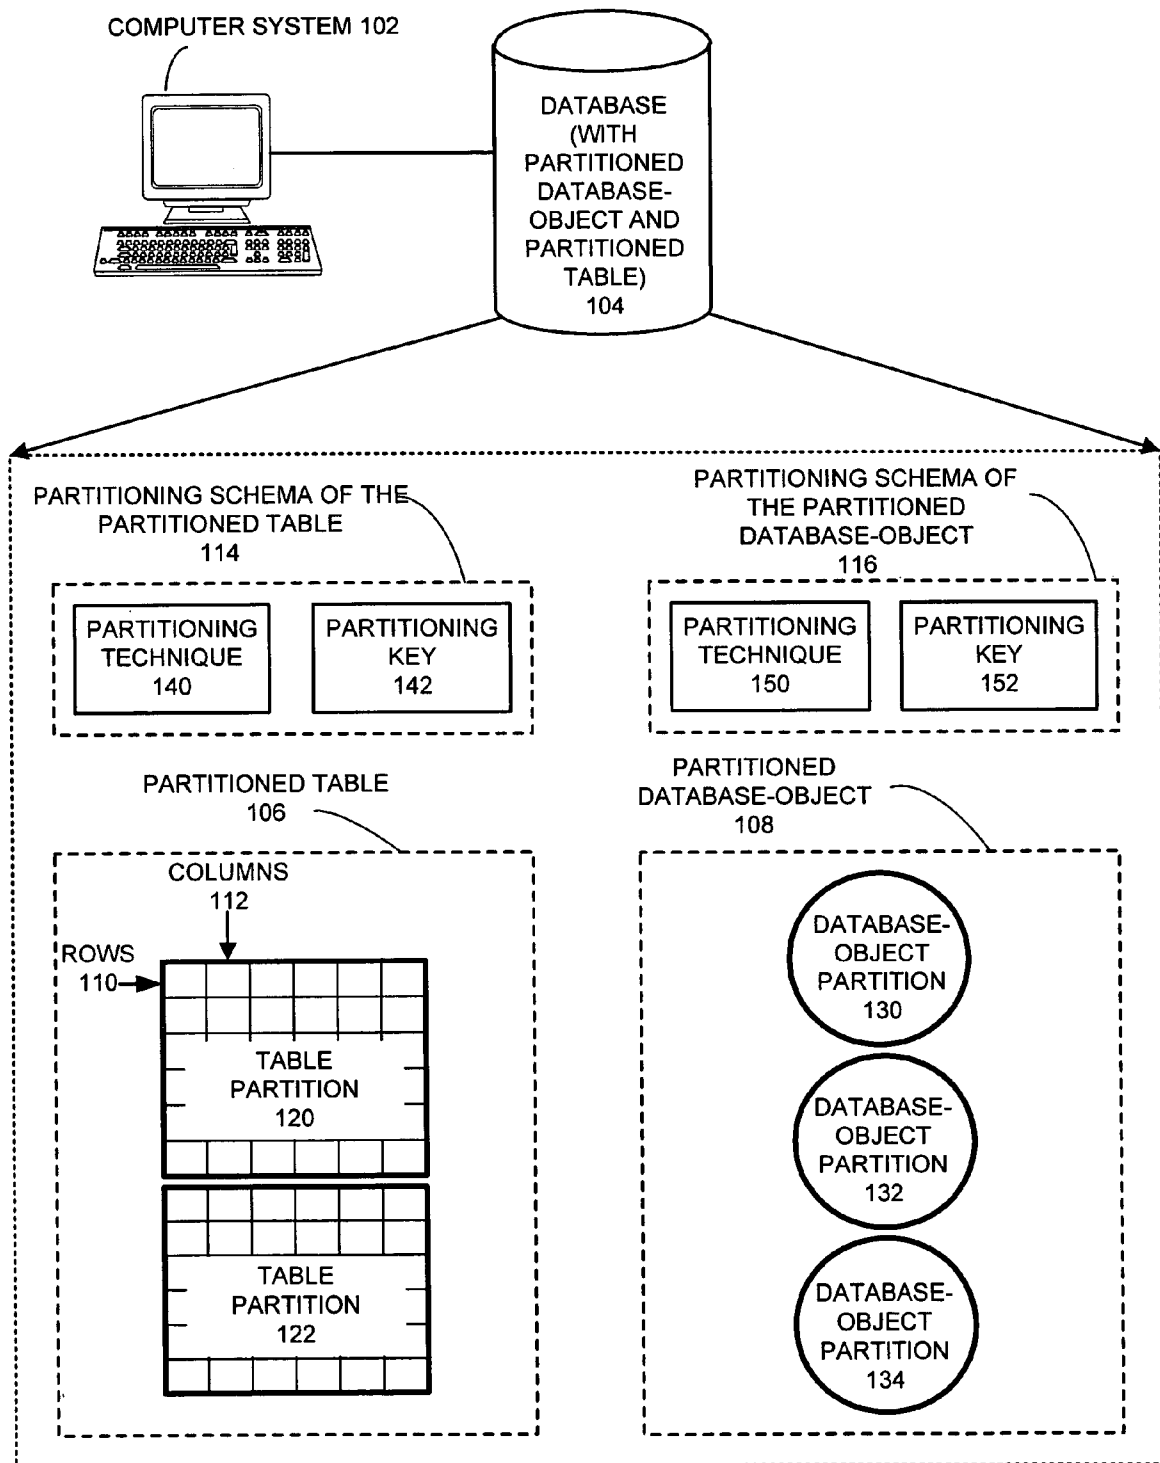 COMPUTER SYSTEM 102
DATABASE
(WITH
PARTITIONED
DATABASE-
OBJECT AND
PARTITIONED
TABLE)
104
PARTITIONING SCHEMA OF THE
PARTITIONED TABLE
114
PARTITIONING SCHEMA OF
THE PARTITIONED
DATABASE-OBJECT
116
PARTITIONING
TECHNIQUE
140
PARTITIONING
KEY
142
PARTITIONING
TECHNIQUE
150
PARTITIONING
KEY
152
PARTITIONED TABLE
106
PARTITIONED
DATABASE-OBJECT
108
COLUMNS
112
ROWS
110
TABLE
PARTITION
120
TABLE
PARTITION
122
DATABASE-
OBJECT
PARTITION
130
DATABASE-
OBJECT
PARTITION
132
DATABASE-
OBJECT
PARTITION
134